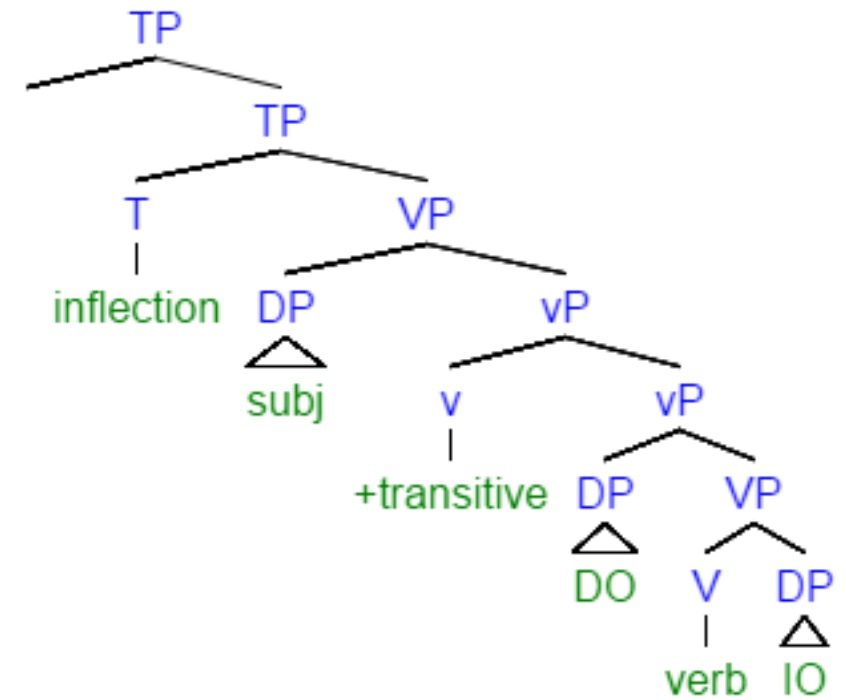 TP
TP
T VP
inflection DP vP
subj v vP
+transitive DP VP
DO V DP
verb IO